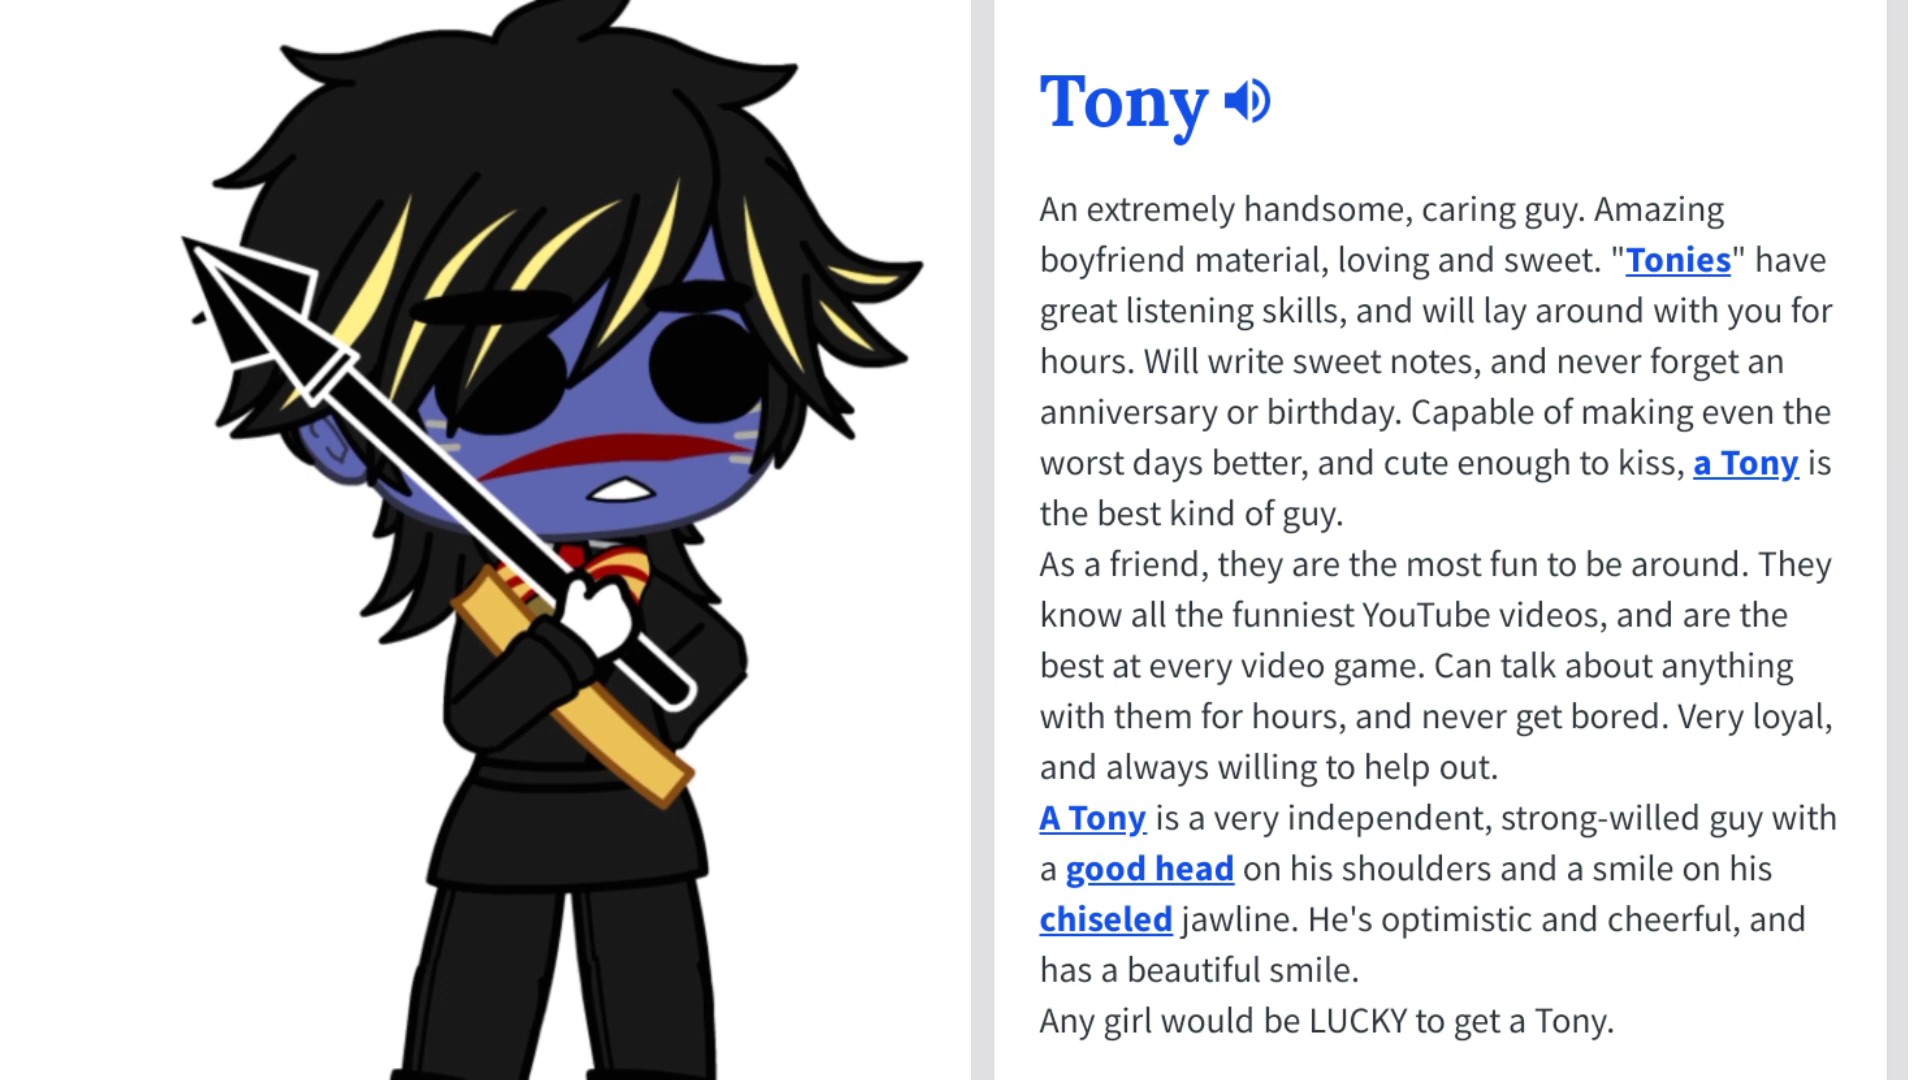 Tony
An extremely handsome, caring guy. Amazing
boyfriend material, loving and sweet. "Tonies" have
great listening skills, and will lay around with you for
hours. Will write sweet notes, and never forget an
anniversary or birthday. Capable of making even the
worst days better, and cute enough to kiss, a Tony is
the best kind of guy.
As a friend, they are the most fun to be around. They
know all the funniest YouTube videos, and are the
best at every video game. Can talk about anything
with them for hours, and never get bored. Very loyal,
and always willing to help out.
A Tony is a very independent, strong-willed guy with
a good head on his shoulders and a smile on his
chiseled jawline. He's optimistic and cheerful, and
has a beautiful smile.
Any girl would be LUCKY to get a Tony.